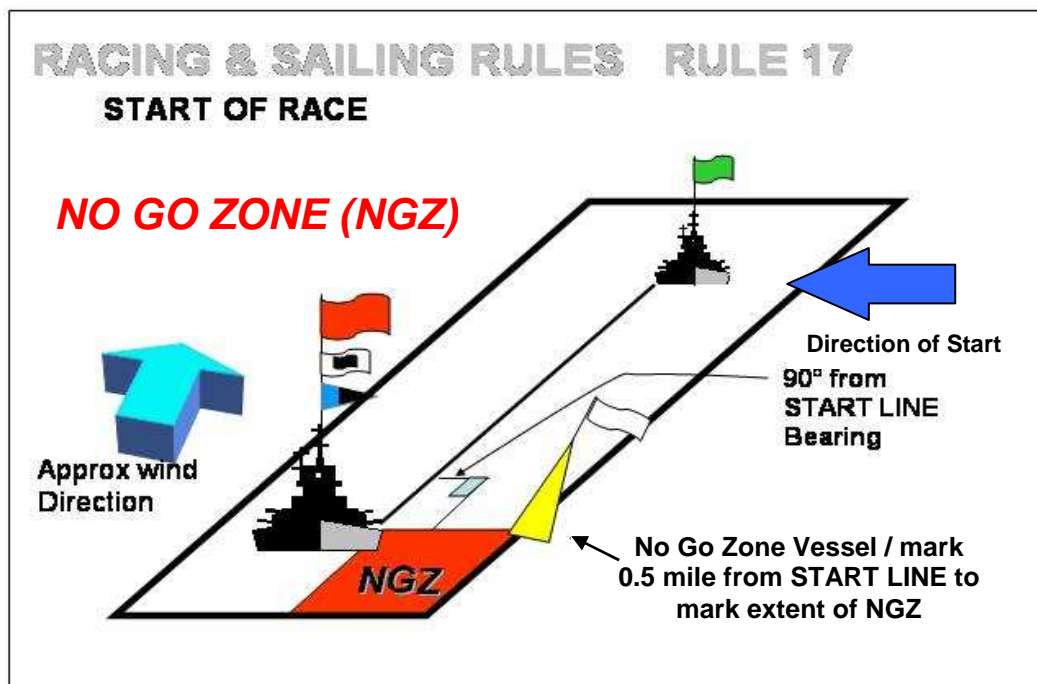 RACING & SAILING RULES RULE 17
START OF RACE
NO GO ZONE (NGZ)
Direction of Start
90° from
START LINE
Bearing
Approx wind
Direction
NGZ
No Go Zone Vessel / mark
0.5 mile from START LINE to
mark extent of NGZ